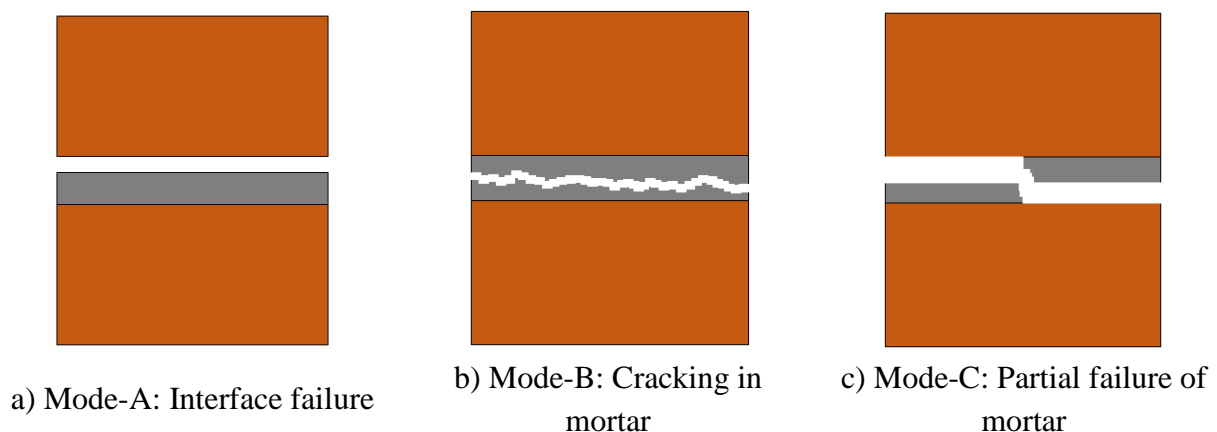 a) Mode-A: Interface failure
b) Mode-B: Cracking in
mortar
c) Mode-C: Partial failure of
mortar